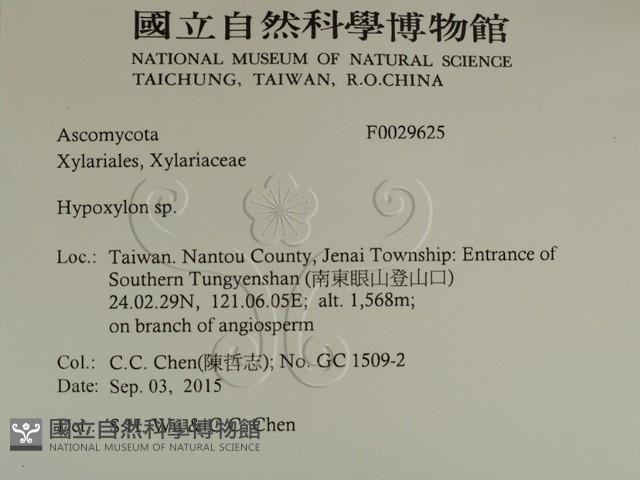 國立自然科學博物館
NATIONAL MUSEUM OF NATURAL SCIENCE
TAICHUNG, TAIWAN, R.O.CHINA
Ascomycota F0029625
Xylariales, Xylariaceae
Hypoxylon sp.
Loc.: Taiwan. Nantou County, Jenai Township: Entrance of
Southern Tungyenshan (南東眼山登山口)
24.02.29N, 121.06.05E; alt. 1,568m;
on branch of angiosperm
Col.: C.C. Chen(陳哲志); No. GC 1509-2
Date: Sep. 03, 2015
Det.: S.H. Wu & C.C. Chen
國立自然科學博物館
NATIONAL MUSEUM OF NATURAL SCIENCE